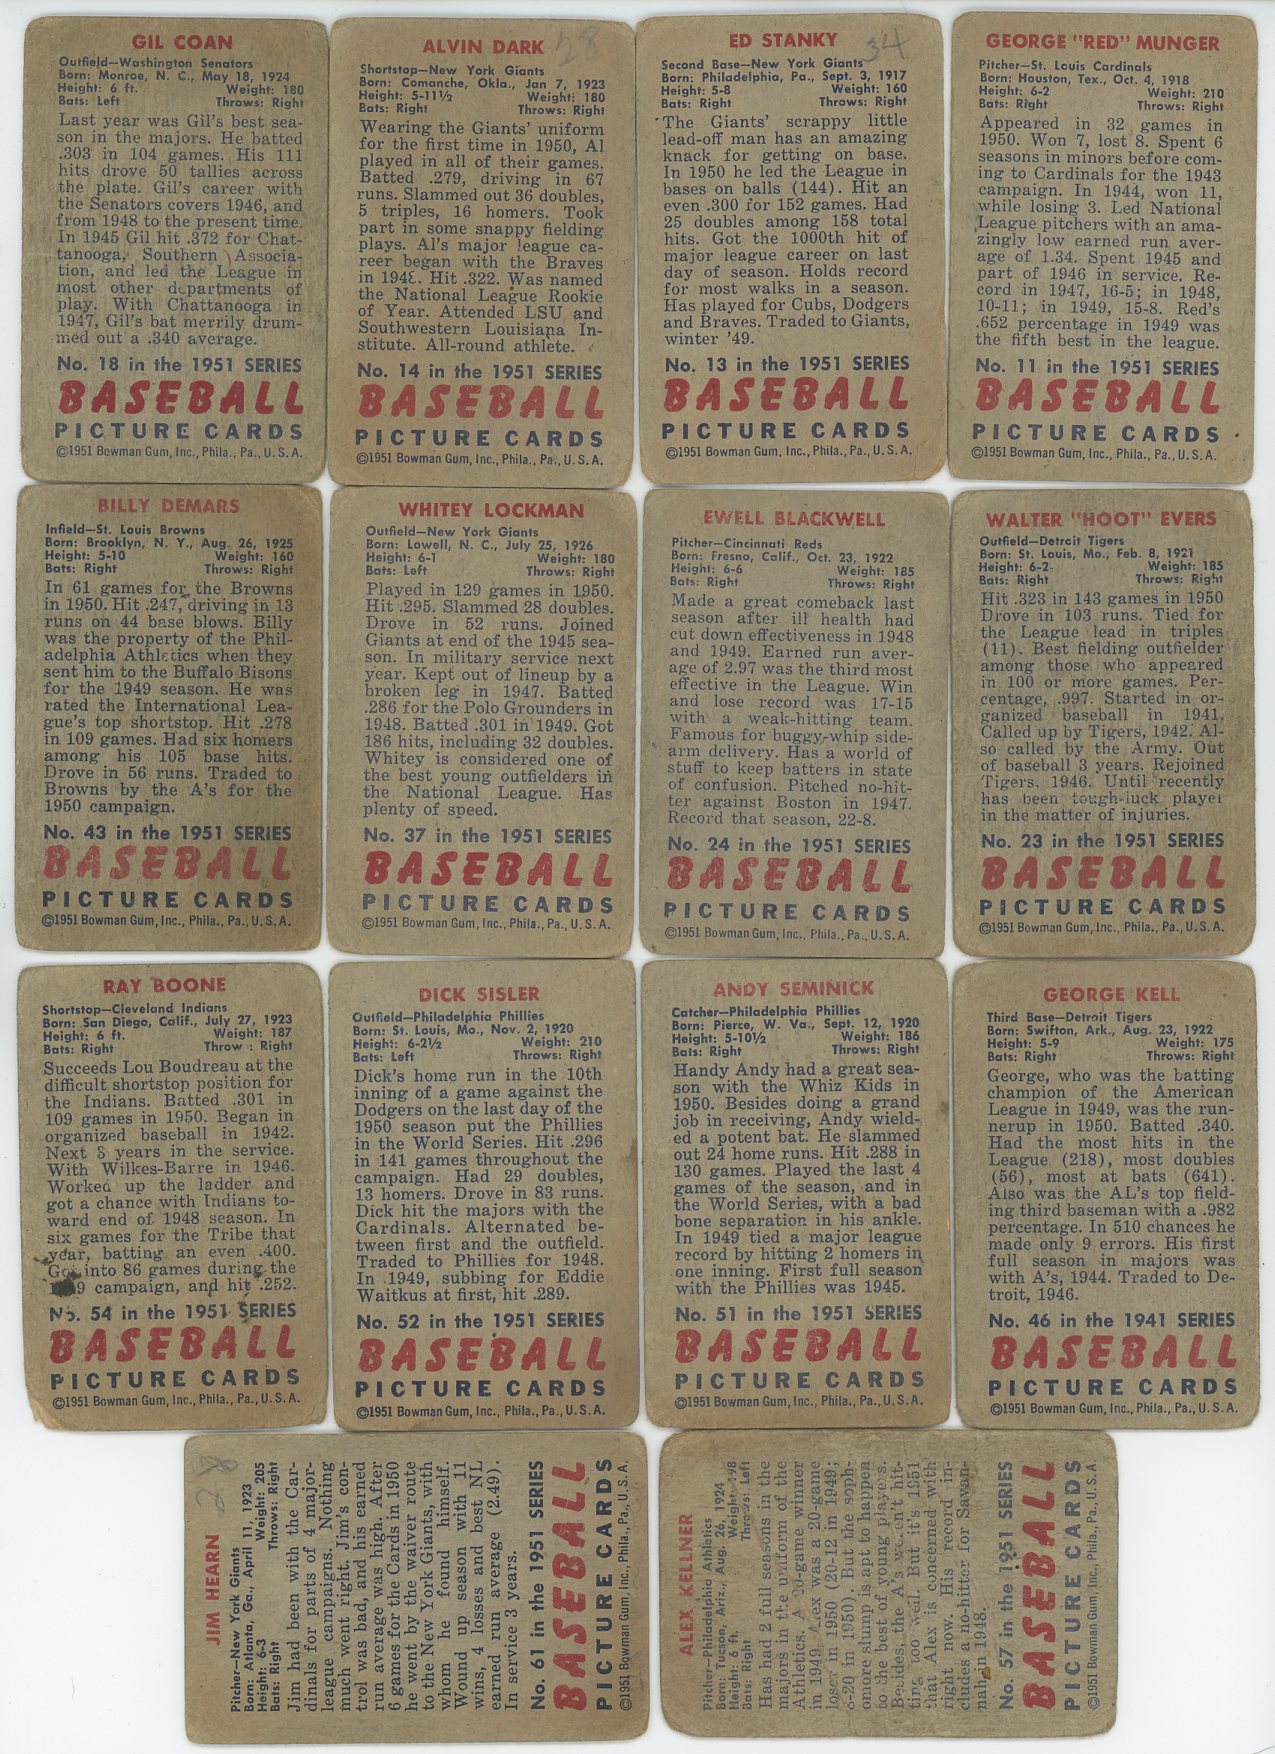 GIL COAN
Outfield—Washington Senators
Born: Monroe, N. C., May 18, 1924
Height: 6 ft. Weight: 180
Bats: Left Throws: Right
Last year was Gil's best sea-
son in the majors. He batted
.303 in 104 games. His 111
hits drove 50 tallies across
the plate. Gil's career with
the Senators covers 1946, and
from 1948 to the present time.
In 1945 Gil hit .372 for Chat-
tanooga, Southern Associa-
tion, and led the League in
most other departments of
play. With Chattanooga in
1947, Gil's bat merrily drum-
med out a .340 average.
No. 18 in the 1951 SERIES
BASEBALL
PICTURE CARDS
©1951 Bowman Gum, Inc., Phila., Pa., U.S.A.
ALVIN DARK 28
Shortstop—New York Giants
Born: Comanche, Okla., Jan 7, 1923
Height: 5-11½ Weight: 180
Bats: Right Throws: Right
Wearing the Giants' uniform
for the first time in 1950, Al
played in all of their games.
Batted .279, driving in 67
runs. Slammed out 36 doubles,
5 triples, 16 homers. Took
part in some snappy fielding
plays. Al's major league ca-
reer began with the Braves
in 1948. Hit .322. Was named
the National League Rookie
of Year. Attended LSU and
Southwestern Louisiana In-
stitute. All-round athlete.
No. 14 in the 1951 SERIES
BASEBALL
PICTURE CARDS
©1951 Bowman Gum, Inc., Phila., Pa., U.S.A.
ED STANKY 34
Second Base—New York Giants
Born: Philadelphia, Pa., Sept. 3, 1917
Height: 5-8 Weight: 160
Bats: Right Throws: Right
The Giants' scrappy little
lead-off man has an amazing
knack for getting on base.
In 1950 he led the League in
bases on balls (144). Hit an
even .300 for 152 games. Had
25 doubles among 158 total
hits. Got the 1000th hit of
major league career on last
day of season. Holds record
for most walks in a season.
Has played for Cubs, Dodgers
and Braves. Traded to Giants,
winter '49.
No. 13 in the 1951 SERIES
BASEBALL
PICTURE CARDS
©1951 Bowman Gum, Inc., Phila., Pa., U.S.A.
GEORGE "RED" MUNGER
Pitcher—St. Louis Cardinals
Born: Houston, Tex., Oct. 4, 1918
Height: 6-2 Weight: 210
Bats: Right Throws: Right
Appeared in 32 games in
1950. Won 7, lost 8. Spent 6
seasons in minors before com-
ing to Cardinals for the 1943
campaign. In 1944, won 11,
while losing 3. Led National
League pitchers with an ama-
zingly low earned run aver-
age of 1.34. Spent 1945 and
part of 1946 in service. Re-
cord in 1947, 16-5; in 1948,
10-11; in 1949, 15-8. Red's
.652 percentage in 1949 was
the fifth best in the league.
No. 11 in the 1951 SERIES
BASEBALL
PICTURE CARDS
©1951 Bowman Gum, Inc., Phila., Pa., U.S.A.
BILLY DEMARS
Infield—St. Louis Browns
Born: Brooklyn, N. Y., Aug. 26, 1925
Height: 5-10 Weight: 160
Bats: Right Throws: Right
In 61 games for the Browns
in 1950. Hit .247, driving in 13
runs on 44 base blows. Billy
was the property of the Phil-
adelphia Athletics when they
sent him to the Buffalo Bisons
for the 1949 season. He was
rated the International Lea-
gue's top shortstop. Hit .278
in 109 games. Had six homers
among his 105 base hits.
Drove in 56 runs. Traded to
Browns by the A's for the
1950 campaign.
No. 43 in the 1951 SERIES
BASEBALL
PICTURE CARDS
©1951 Bowman Gum, Inc., Phila., Pa., U.S.A.
WHITEY LOCKMAN
Outfield—New York Giants
Born: Lowell, N. C., July 25, 1926
Height: 6-1 Weight: 180
Bats: Left Throws: Right
Played in 129 games in 1950.
Hit .295. Slammed 28 doubles.
Drove in 52 runs. Joined
Giants at end of the 1945 sea-
son. In military service next
year. Kept out of lineup by a
broken leg in 1947. Batted
.286 for the Polo Grounders in
1948. Batted .301 in 1949. Got
186 hits, including 32 doubles.
Whitey is considered one of
the best young outfielders in
the National League. Has
plenty of speed.
No. 37 in the 1951 SERIES
BASEBALL
PICTURE CARDS
©1951 Bowman Gum, Inc., Phila., Pa., U.S.A.
EWELL BLACKWELL
Pitcher—Cincinnati Reds
Born: Fresno, Calif., Oct. 23, 1922
Height: 6-6 Weight: 185
Bats: Right Throws: Right
Made a great comeback last
season after ill health had
cut down effectiveness in 1948
and 1949. Earned run aver-
age of 2.97 was the third most
effective in the League. Win
and lose record was 17-15
with a weak-hitting team.
Famous for buggy-whip side-
arm delivery. Has a world of
stuff to keep batters in state
of confusion. Pitched no-hit-
ter against Boston in 1947.
Record that season, 22-8.
No. 24 in the 1951 SERIES
BASEBALL
PICTURE CARDS
©1951 Bowman Gum, Inc., Phila., Pa., U.S.A.
WALTER "HOOT" EVERS
Outfield—Detroit Tigers
Born: St. Louis, Mo., Feb. 8, 1921
Height: 6-2 Weight: 185
Bats: Right Throws: Right
Hit .323 in 143 games in 1950
Drove in 103 runs. Tied for
the League lead in triples
(11). Best fielding outfielder
among those who appeared
in 100 or more games. Per-
centage, .997. Started in or-
ganized baseball in 1941.
Called up by Tigers, 1942. Al-
so called by the Army. Out
of baseball 3 years. Rejoined
Tigers, 1946. Until recently
has been tough-luck player
in the matter of injuries.
No. 23 in the 1951 SERIES
BASEBALL
PICTURE CARDS
©1951 Bowman Gum, Inc., Phila., Pa., U.S.A.
RAY BOONE
Shortstop—Cleveland Indians
Born: San Diego, Calif., July 27, 1923
Height: 6 ft. Weight: 187
Bats: Right Throw : Right
Succeeds Lou Boudreau at the
difficult shortstop position for
the Indians. Batted .301 in
109 games in 1950. Began in
organized baseball in 1942.
Next 3 years in the service.
With Wilkes-Barre in 1946.
Worked up the ladder and
got a chance with Indians to-
ward end of 1948 season. In
six games for the Tribe that
year, batting an even .400.
Got into 86 games during the
campaign, and hit .252.
No. 54 in the 1951 SERIES
BASEBALL
PICTURE CARDS
©1951 Bowman Gum, Inc., Phila., Pa., U.S.A.
DICK SISLER
Outfield—Philadelphia Phillies
Born: St. Louis, Mo., Nov. 2, 1920
Height: 6-2½ Weight: 210
Bats: Left Throws: Right
Dick's home run in the 10th
inning of a game against the
Dodgers on the last day of the
1950 season put the Phillies
in the World Series. Hit .296
in 141 games throughout the
campaign. Had 29 doubles,
13 homers. Drove in 83 runs.
Dick hit the majors with the
Cardinals. Alternated be-
tween first and the outfield.
Traded to Phillies for 1948.
In 1949, subbing for Eddie
Waitkus at first, hit .289.
No. 52 in the 1951 SERIES
BASEBALL
PICTURE CARDS
©1951 Bowman Gum, Inc., Phila., Pa., U.S.A.
ANDY SEMINICK
Catcher—Philadelphia Phillies
Born: Pierce, W. Va., Sept. 12, 1920
Height: 5-10½ Weight: 186
Bats: Right Throws: Right
Handy Andy had a great sea-
son with the Whiz Kids in
1950. Besides doing a grand
job in receiving, Andy wield-
ed a potent bat. He slammed
out 24 home runs. Hit .288 in
130 games. Played the last 4
games of the season, and in
the World Series, with a bad
bone separation in his ankle.
In 1949 tied a major league
record by hitting 2 homers in
one inning. First full season
with the Phillies was 1945.
No. 51 in the 1951 SERIES
BASEBALL
PICTURE CARDS
©1951 Bowman Gum, Inc., Phila., Pa., U.S.A.
GEORGE KELL
Third Base—Detroit Tigers
Born: Swifton, Ark., Aug. 23, 1922
Height: 5-9 Weight: 175
Bats: Right Throws: Right
George, who was the batting
champion of the American
League in 1949, was the run-
nerup in 1950. Batted .340.
Had the most hits in the
League (218), most doubles
(56), most at bats (641).
Also was the AL's top field-
ing third baseman with a .982
percentage. In 510 chances he
made only 9 errors. His first
full season in majors was
with A's, 1944. Traded to De-
troit, 1946.
No. 46 in the 1941 SERIES
BASEBALL
PICTURE CARDS
©1951 Bowman Gum, Inc., Phila., Pa., U.S.A.
JIM HEARN 28
Pitcher—New York Giants
Born: Atlanta, Ga., April 11, 1923
Height: 6-3 Weight: 205
Bats: Right Throws: Right
Jim had been with the Car-
dinals for parts of 4 major-
league campaigns. Nothing
much went right. Jim's con-
trol was bad, and his earned
run average was high. After
6 games for the Cards in 1950
he went by the waiver route
to the New York Giants, with
whom he found himself.
Wound up season with 11
wins, 4 losses and best NL
earned run average (2.49).
In service 3 years.
No. 61 in the 1951 SERIES
BASEBALL
PICTURE CARDS
©1951 Bowman Gum, Inc., Phila., Pa., U.S.A.
ALEX KELLNER
Pitcher—Philadelphia Athletics
Born: Tucson, Ariz., Aug. 26, 1924
Height: 6 ft. Weight: 198
Bats: Right Throws: Left
Has had 2 full seasons in the
majors in the uniform of the
Athletics. A 20-game winner
in 1949, Alex was a 20-game
loser in 1950 (20-12 in 1949;
8-20 in 1950). But the soph-
omore slump is apt to happen
to the best of young players.
Besides, the A's weren't hit-
ting too well. But it's 1951
that Alex is concerned with
right now. His record in-
cludes a no-hitter for Savan-
nah in 1948.
No. 57 in the 1951 SERIES
BASEBALL
PICTURE CARDS
©1951 Bowman Gum, Inc., Phila., Pa., U.S.A.